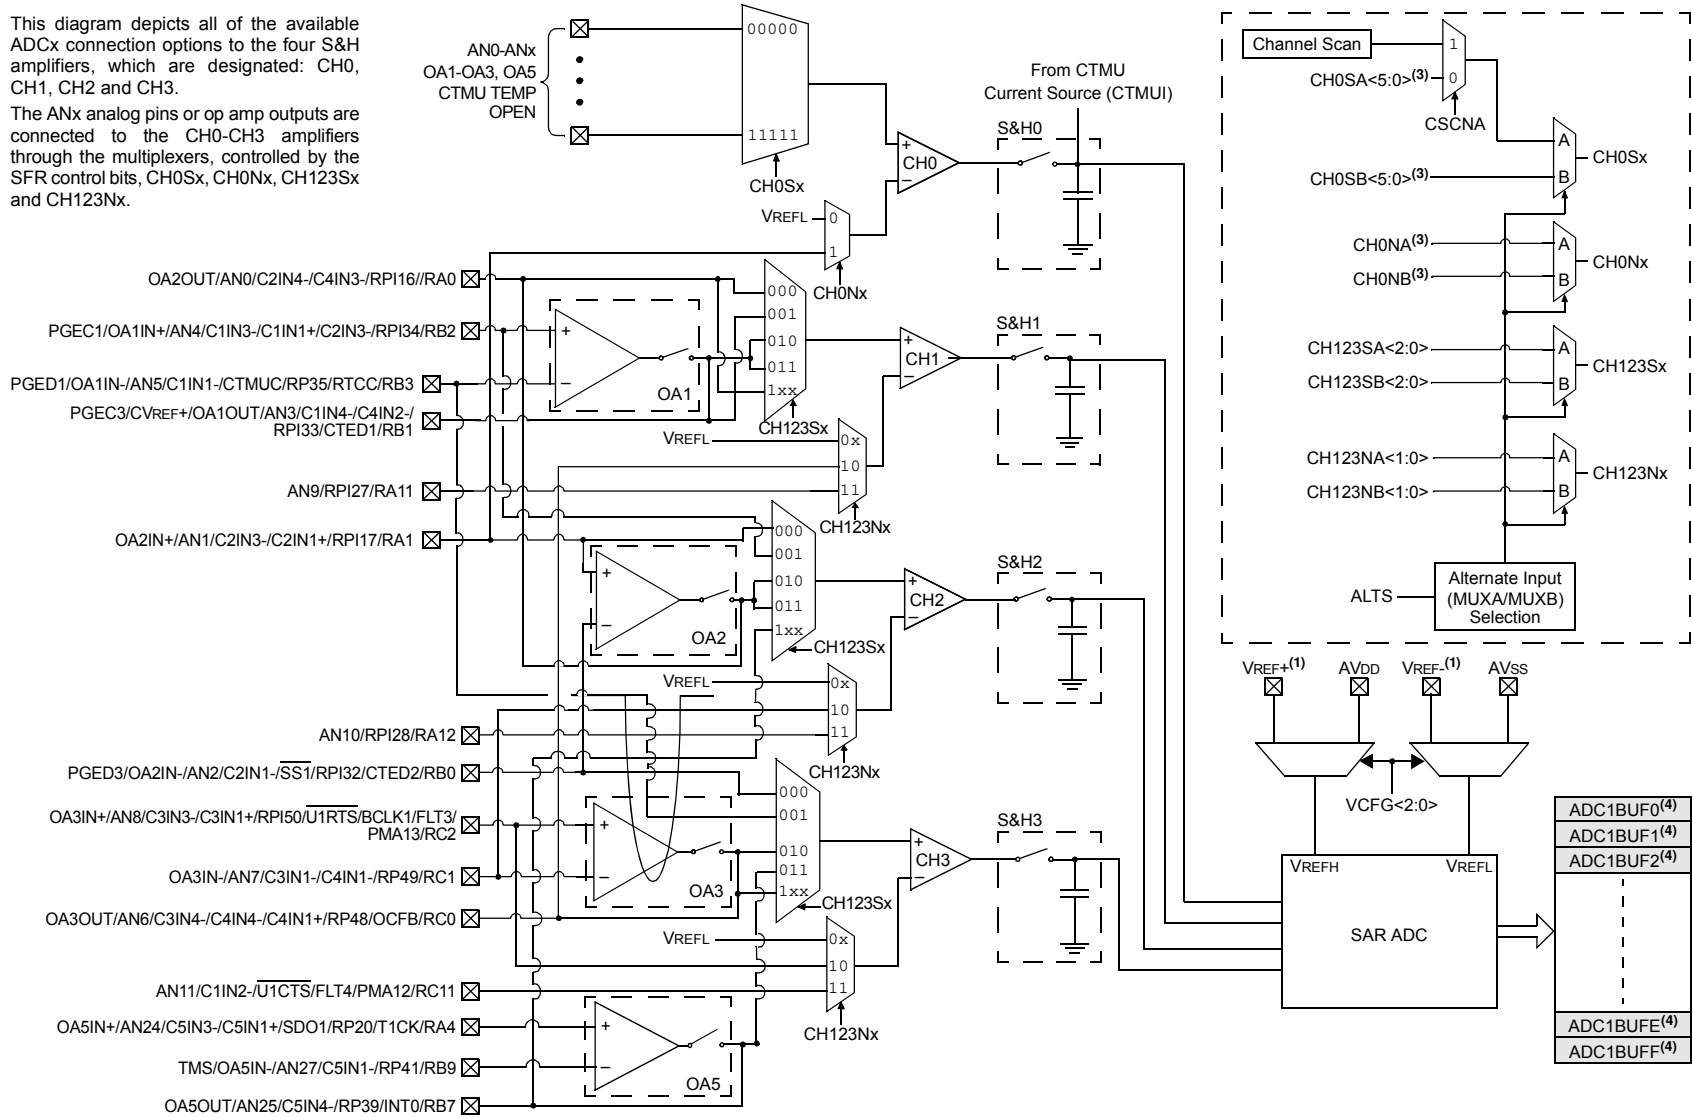 This diagram depicts all of the available
ADCx connection options to the four S&H
amplifiers, which are designated: CH0,
CH1, CH2 and CH3.
The ANx analog pins or op amp outputs are
connected to the CH0-CH3 amplifiers
through the multiplexers, controlled by the
SFR control bits, CH0Sx, CH0Nx, CH123Sx
and CH123Nx.
AN0-ANx
OA1-OA3, OA5
CTMU TEMP
OPEN
00000
11111
CH0Sx
From CTMU
Current Source (CTMUI)
S&H0
+
CH0
–
VREFL
0
1
CH0Nx
OA2OUT/AN0/C2IN4-/C4IN3-/RPI16//RA0
PGEC1/OA1IN+/AN4/C1IN3-/C1IN1+/C2IN3-/RPI34/RB2
PGED1/OA1IN-/AN5/C1IN1-/CTMUC/RP35/RTCC/RB3
PGEC3/CVREF+/OA1OUT/AN3/C1IN4-/C4IN2-/
RPI33/CTED1/RB1
+
–
OA1
000
001
010
011
1xx
CH123Sx
S&H1
+
CH1
–
VREFL
0x
10
11
CH123Nx
AN9/RPI27/RA11
OA2IN+/AN1/C2IN3-/C2IN1+/RPI17/RA1
+
–
OA2
000
001
010
011
1xx
CH123Sx
S&H2
+
CH2
–
VREFL
0x
10
11
CH123Nx
AN10/RPI28/RA12
PGED3/OA2IN-/AN2/C2IN1-/SS1/RPI32/CTED2/RB0
OA3IN+/AN8/C3IN3-/C3IN1+/RPI50/U1RTS/BCLK1/FLT3/
PMA13/RC2
OA3IN-/AN7/C3IN1-/C4IN1-/RP49/RC1
OA3OUT/AN6/C3IN4-/C4IN4-/C4IN1+/RP48/OCFB/RC0
+
–
OA3
000
001
010
011
1xx
CH123Sx
S&H3
+
CH3
–
VREFL
0x
10
11
CH123Nx
AN11/C1IN2-/U1CTS/FLT4/PMA12/RC11
OA5IN+/AN24/C5IN3-/C5IN1+/SDO1/RP20/T1CK/RA4
TMS/OA5IN-/AN27/C5IN1-/RP41/RB9
OA5OUT/AN25/C5IN4-/RP39/INT0/RB7
+
–
OA5
Channel Scan
CH0SA<5:0>(3)
1
0
CSCNA
CH0SB<5:0>(3)
A
B
CH0Sx
CH0NA(3)
CH0NB(3)
A
B
CH0Nx
CH123SA<2:0>
CH123SB<2:0>
A
B
CH123Sx
CH123NA<1:0>
CH123NB<1:0>
A
B
CH123Nx
ALTS
Alternate Input
(MUXA/MUXB)
Selection
VREF+(1) AVDD VREF-(1) AVSS
VCFG<2:0>
VREFH VREFL
SAR ADC
ADC1BUF0(4)
ADC1BUF1(4)
ADC1BUF2(4)
ADC1BUFE(4)
ADC1BUFF(4)